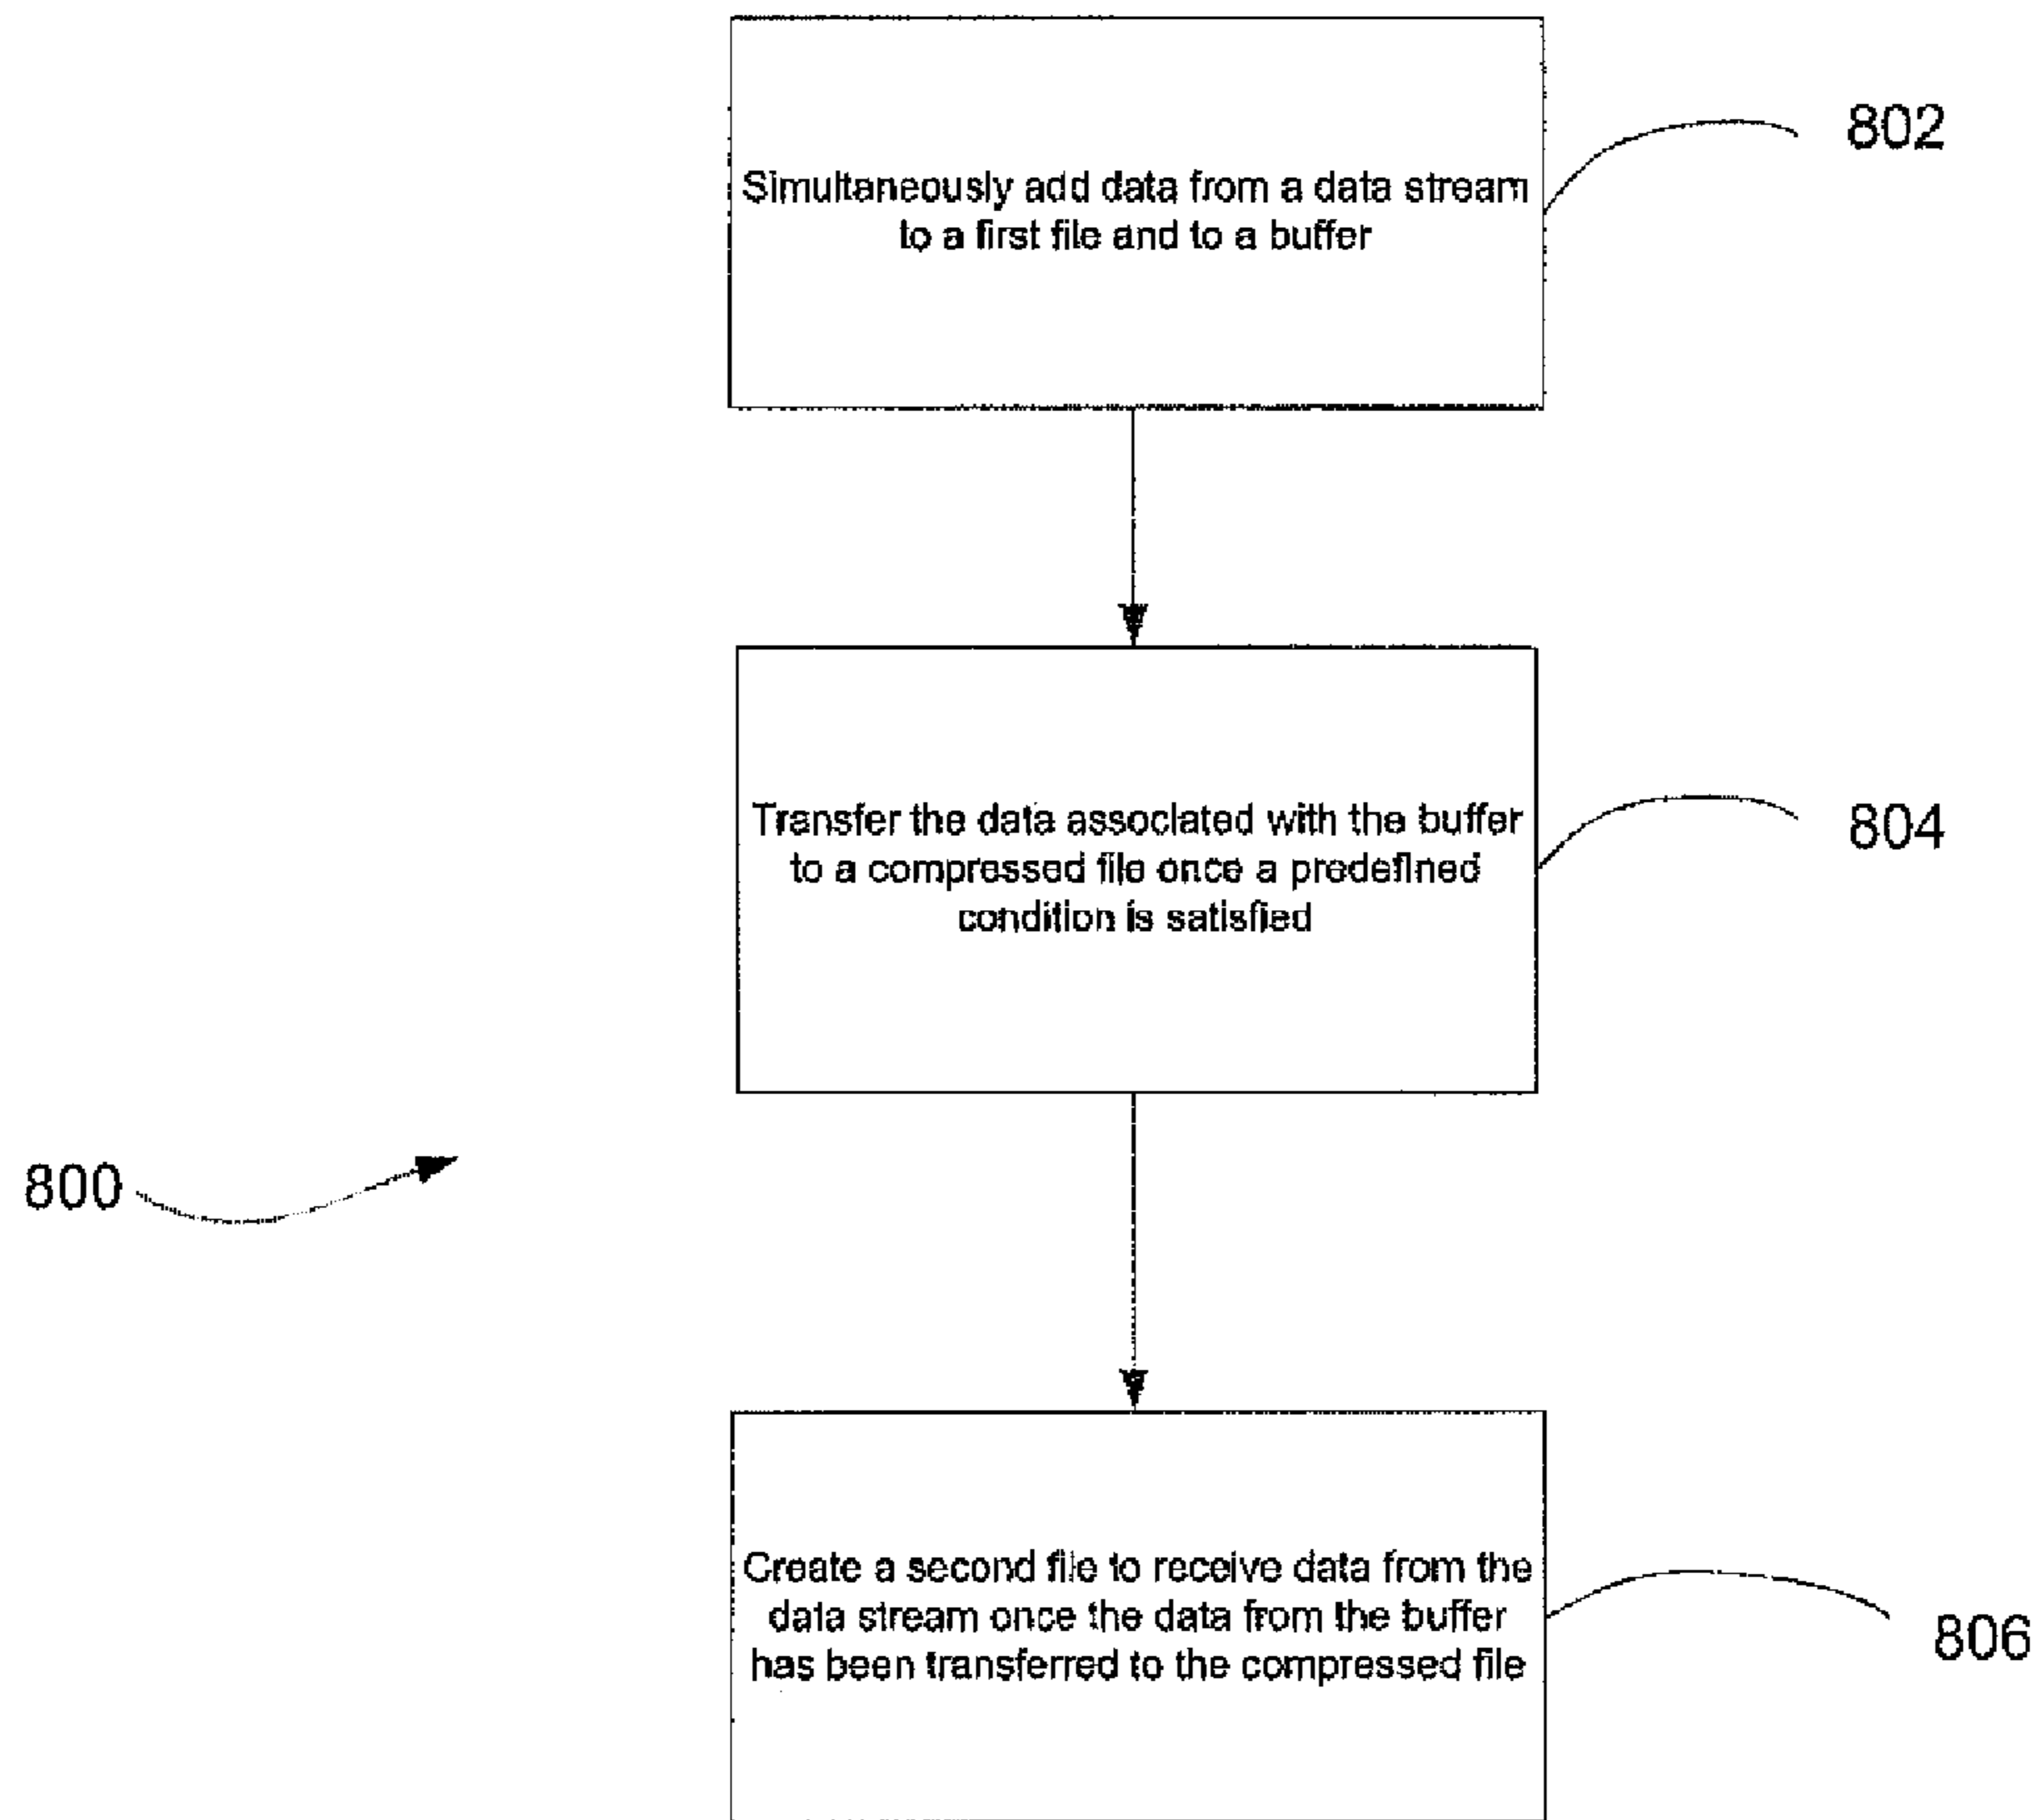 802
Simultaneously add data from a data stream
to a first file and to a buffer
804
Transfer the data associated with the buffer
to a compressed file once a predefined
condition is satisfied
800
Create a second file to receive data from the
data stream once the data from the buffer
has been transferred to the compressed file
806